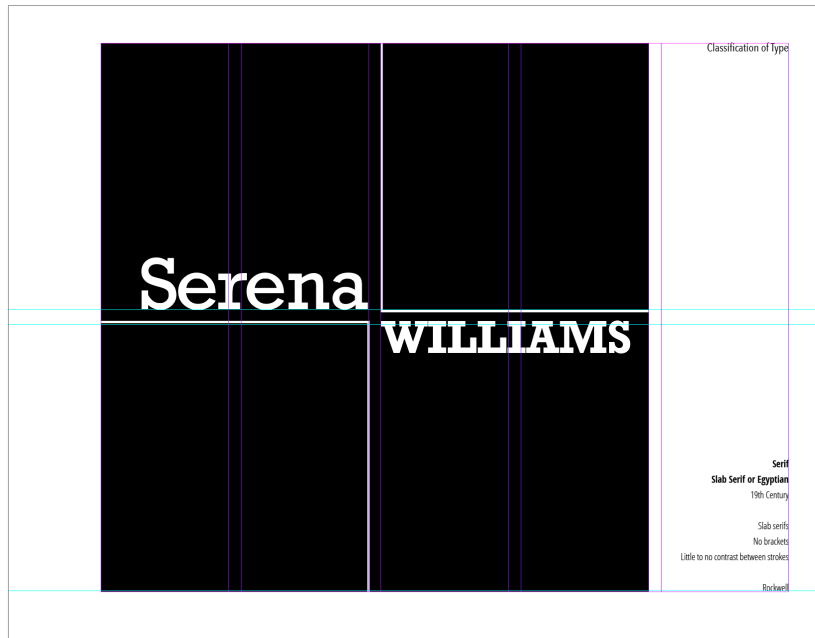 Classification of Type
Serena
WILLIAMS
Serif
Slab Serif or Egyptian
19th Century
Slab serifs
No brackets
Little to no contrast between strokes
Rockwell